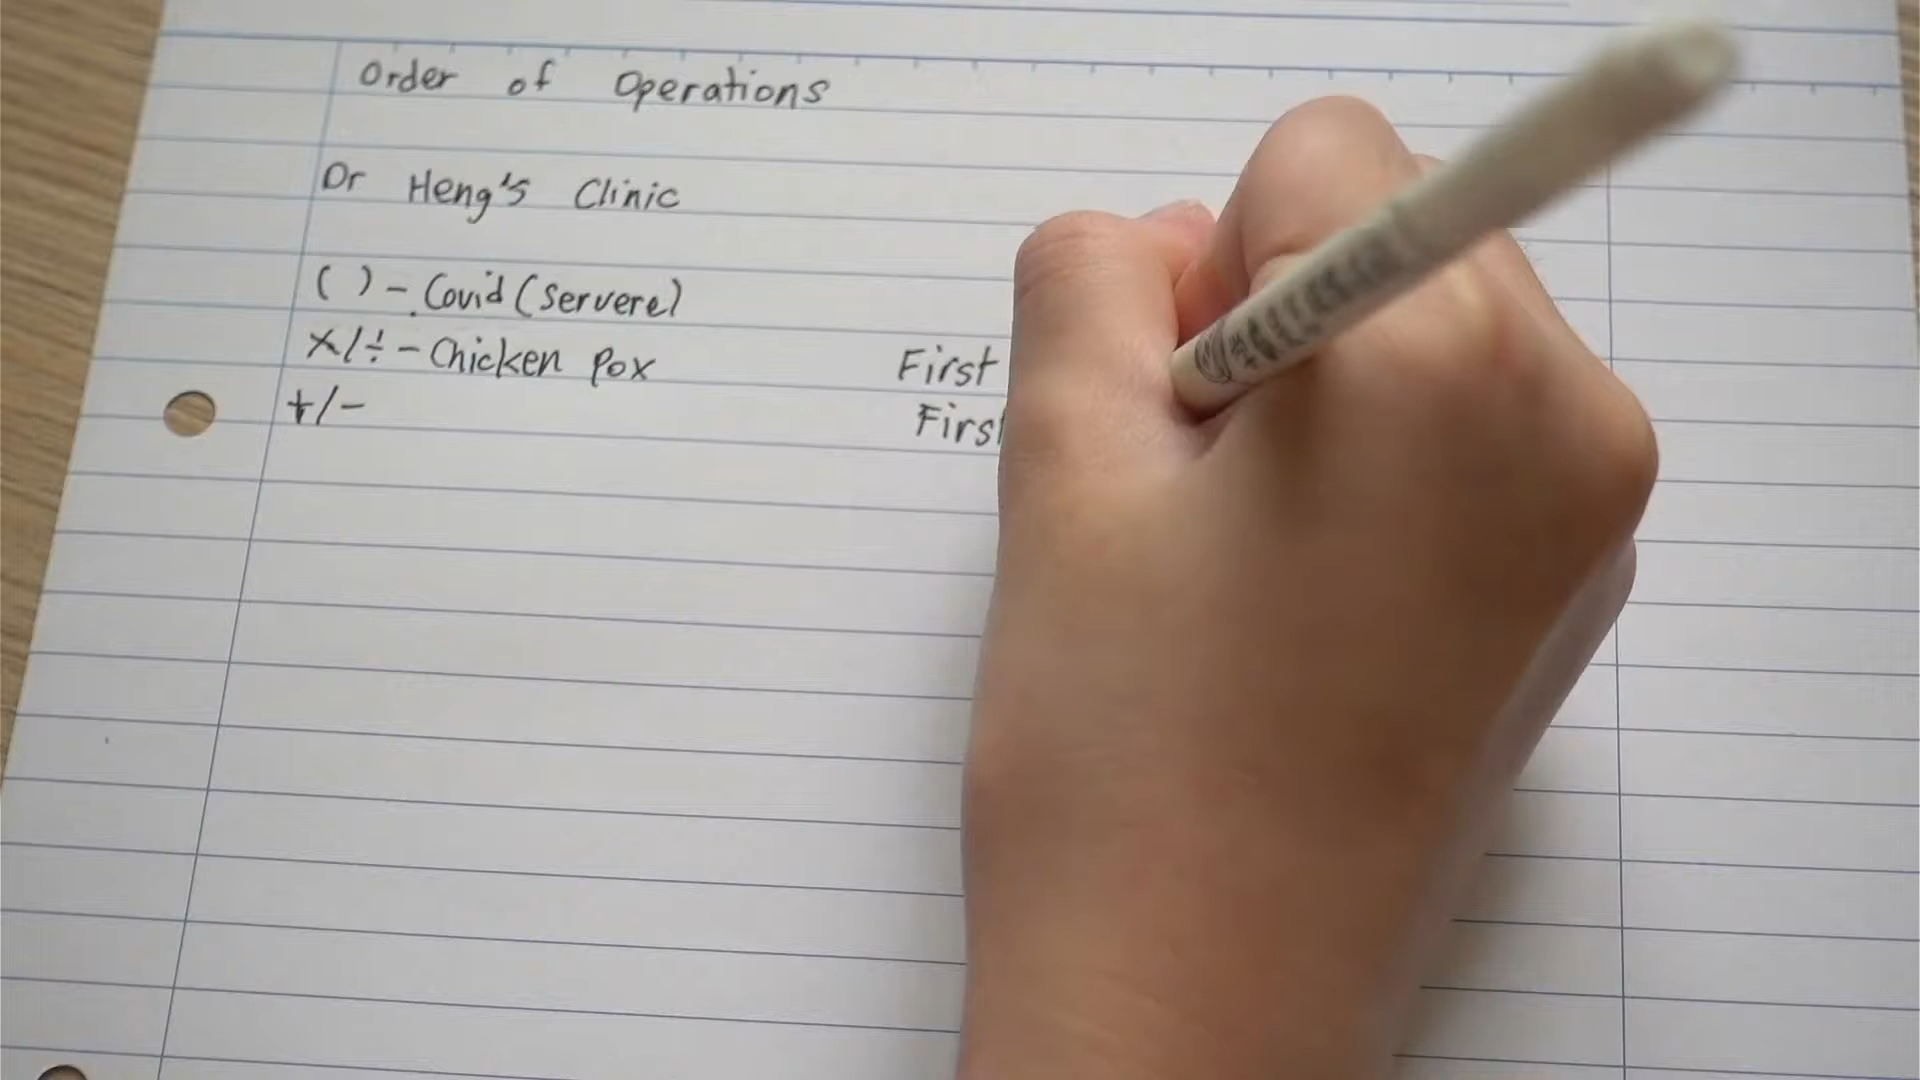 Order of Operations
Dr Heng's Clinic
( ) - Covid (Servere)
×/÷ - Chicken Pox First
+/-